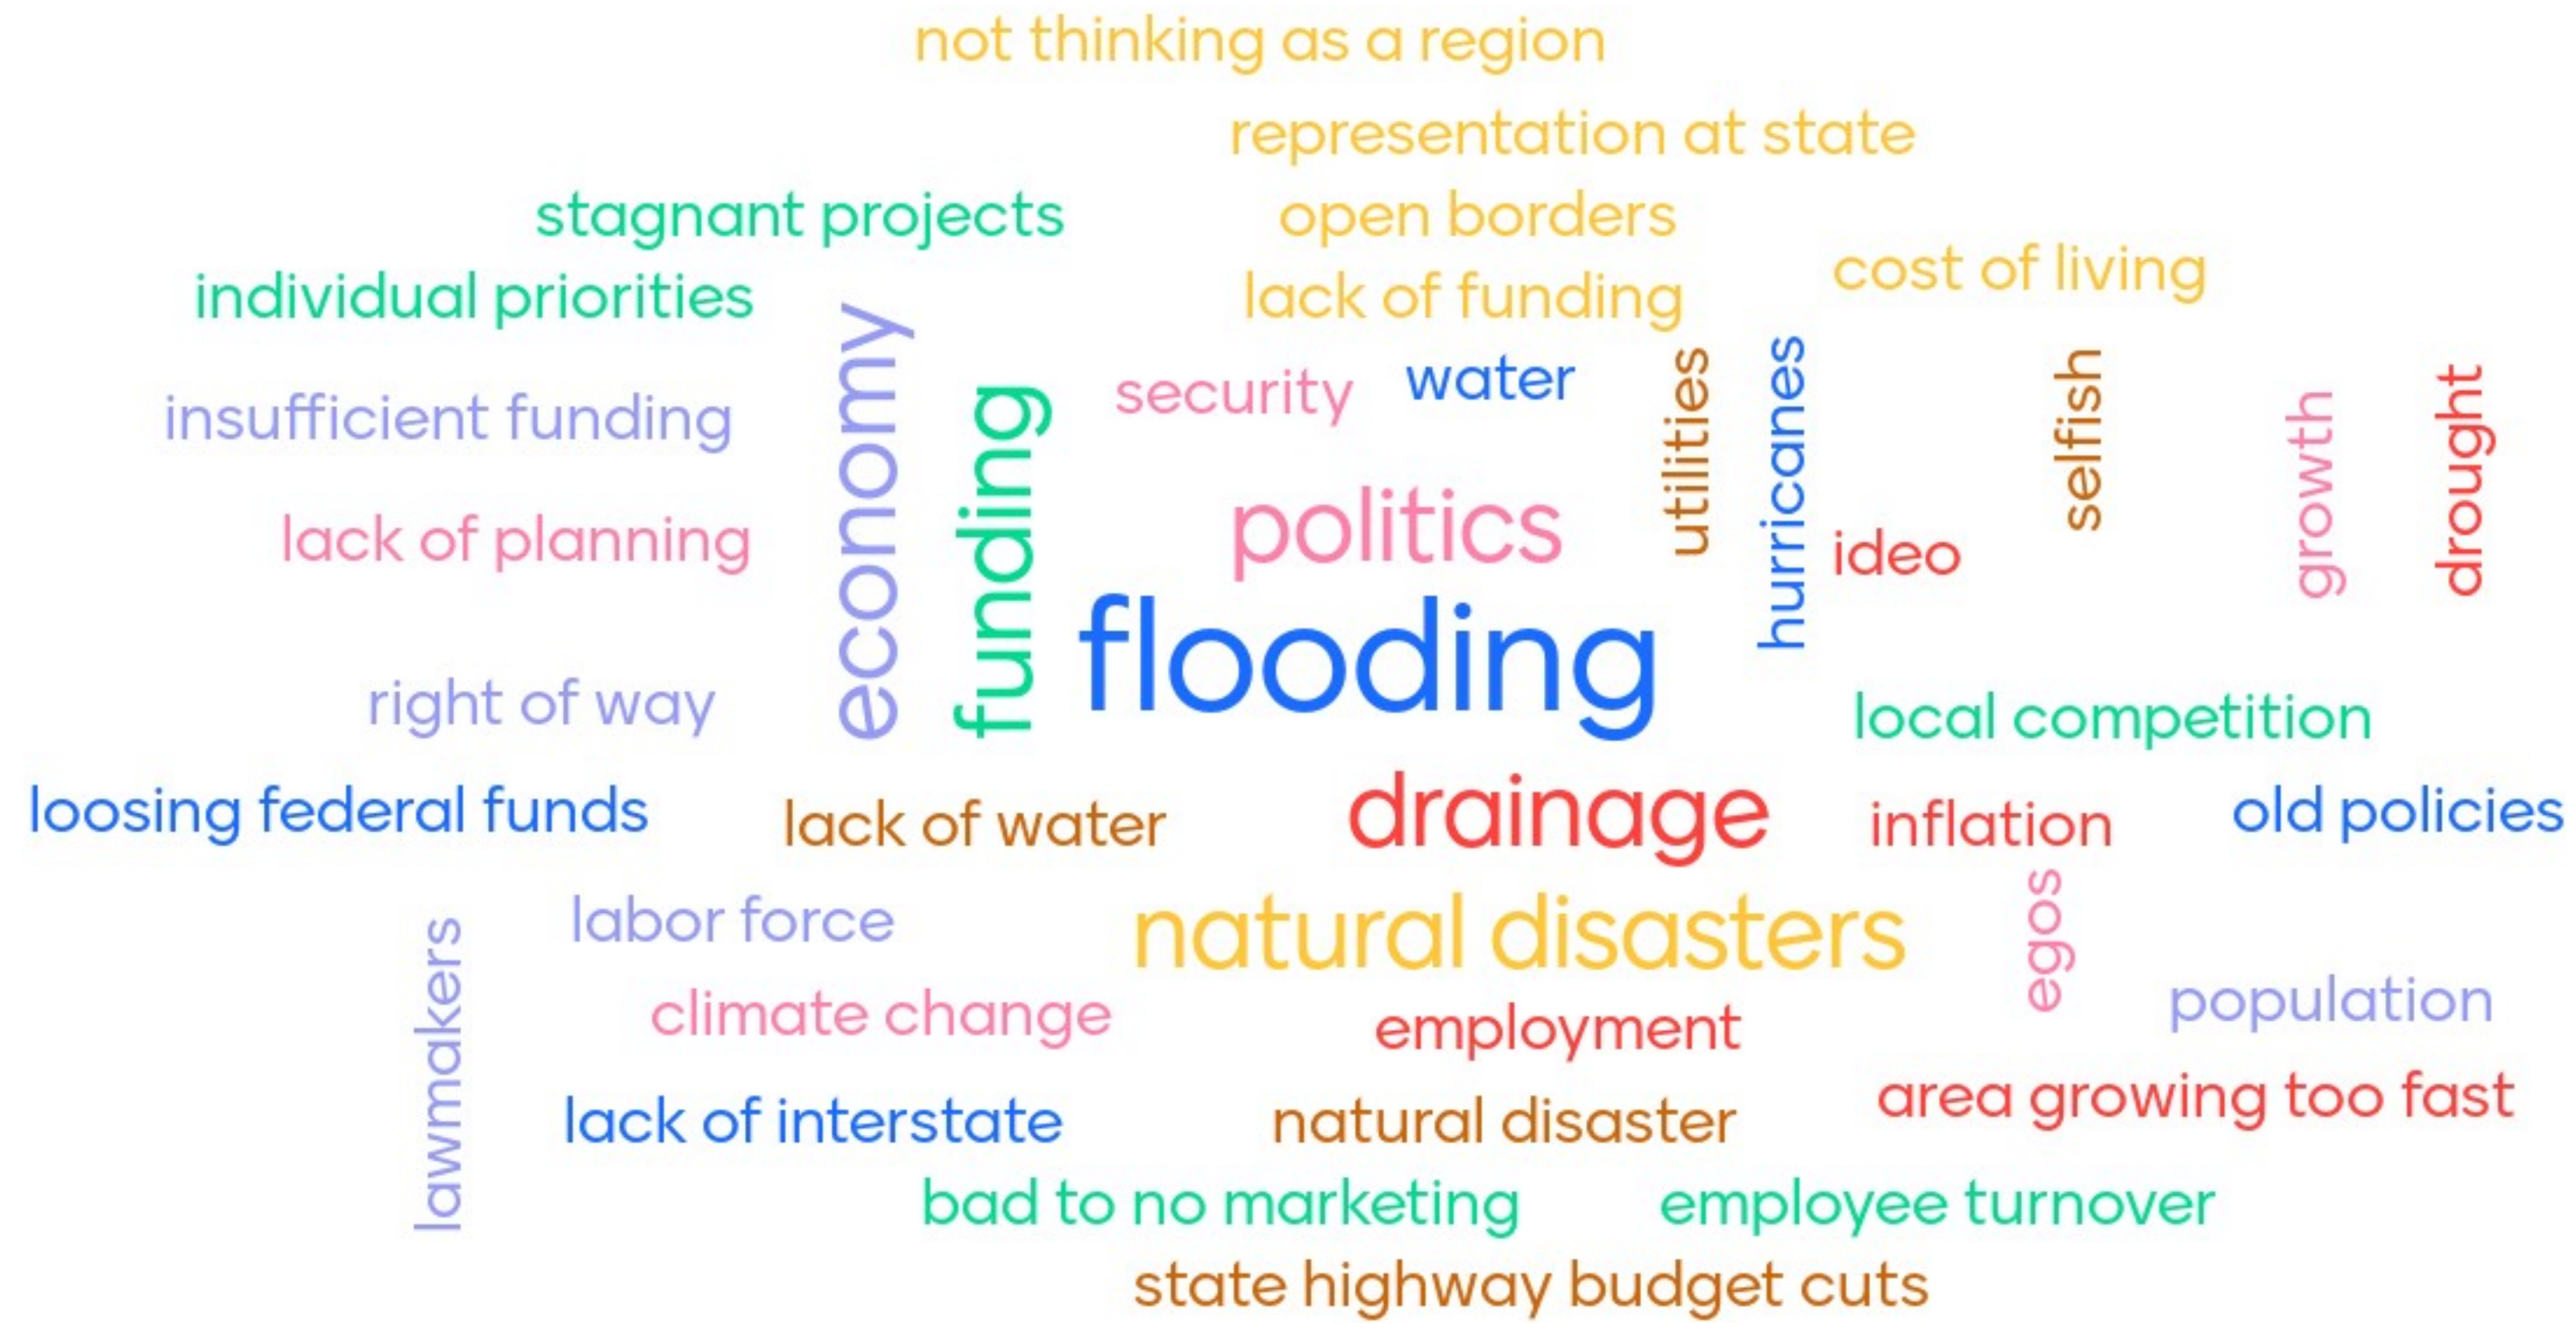 not thinking as a region
representation at state
stagnant projects
open borders
individual priorities
lack of funding
cost of living
economy
funding
insufficient funding
security
water
utilities
hurricanes
selfish
growth
drought
lack of planning
politics
ideo
flooding
right of way
local competition
loosing federal funds
lack of water
drainage
inflation
old policies
lawmakers
labor force
natural disasters
egos
climate change
employment
population
lack of interstate
natural disaster
area growing too fast
bad to no marketing
employee turnover
state highway budget cuts